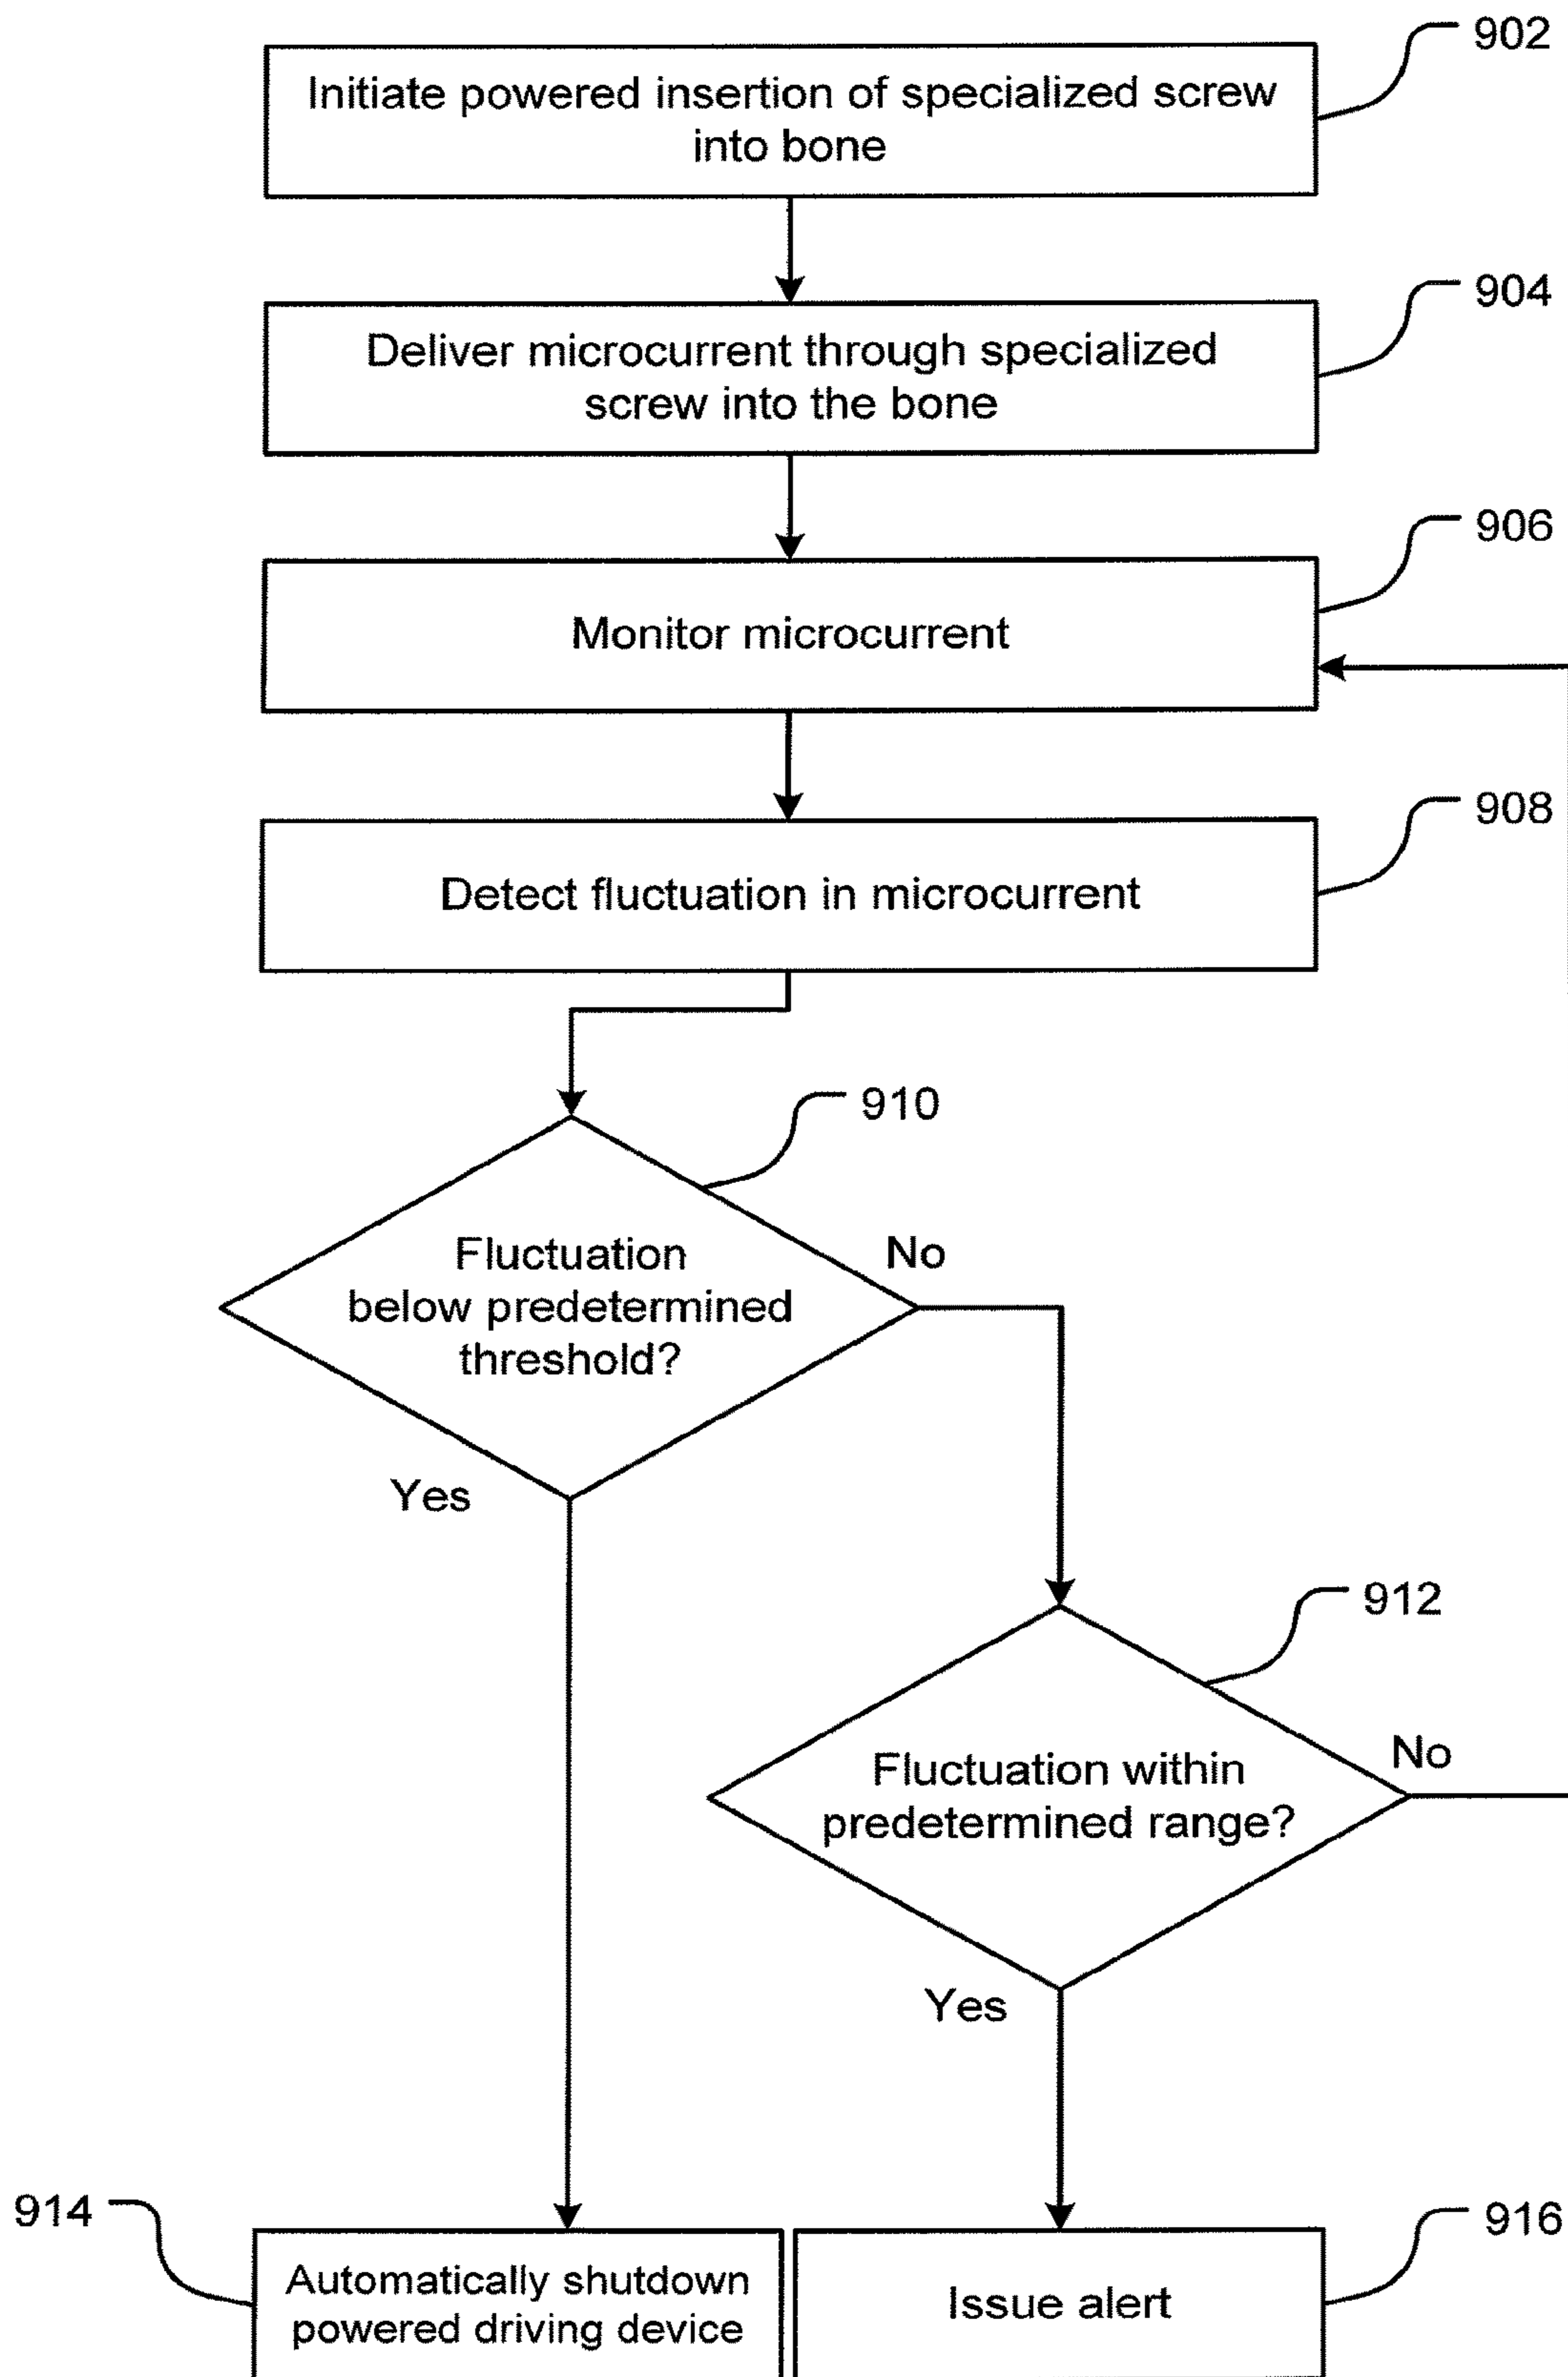 902
Initiate powered insertion of specialized screw
into bone
904
Deliver microcurrent through specialized
screw into the bone
906
Monitor microcurrent
908
Detect fluctuation in microcurrent
910
Fluctuation
below predetermined
threshold?
No
Yes
912
Fluctuation within
predetermined range?
No
Yes
914
Automatically shutdown
powered driving device
916
Issue alert